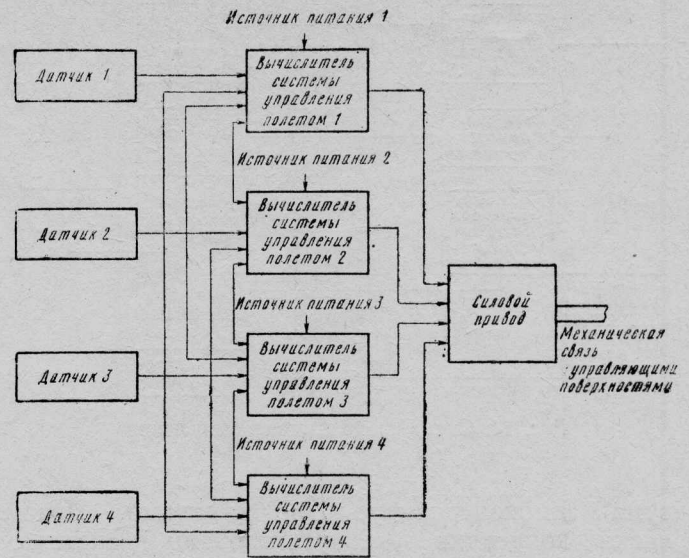 Источник питания 1
Датчик 1
Вычислитель
системы
управления
полетом 1
Источник питания 2
Датчик 2
Вычислитель
системы
управления
полетом 2
Источник питания 3
Датчик 3
Вычислитель
системы
управления
полетом 3
Источник питания 4
Датчик 4
Вычислитель
системы
управления
полетом 4
Силовой
привод
Механическая
связь
управляющими
поверхностями